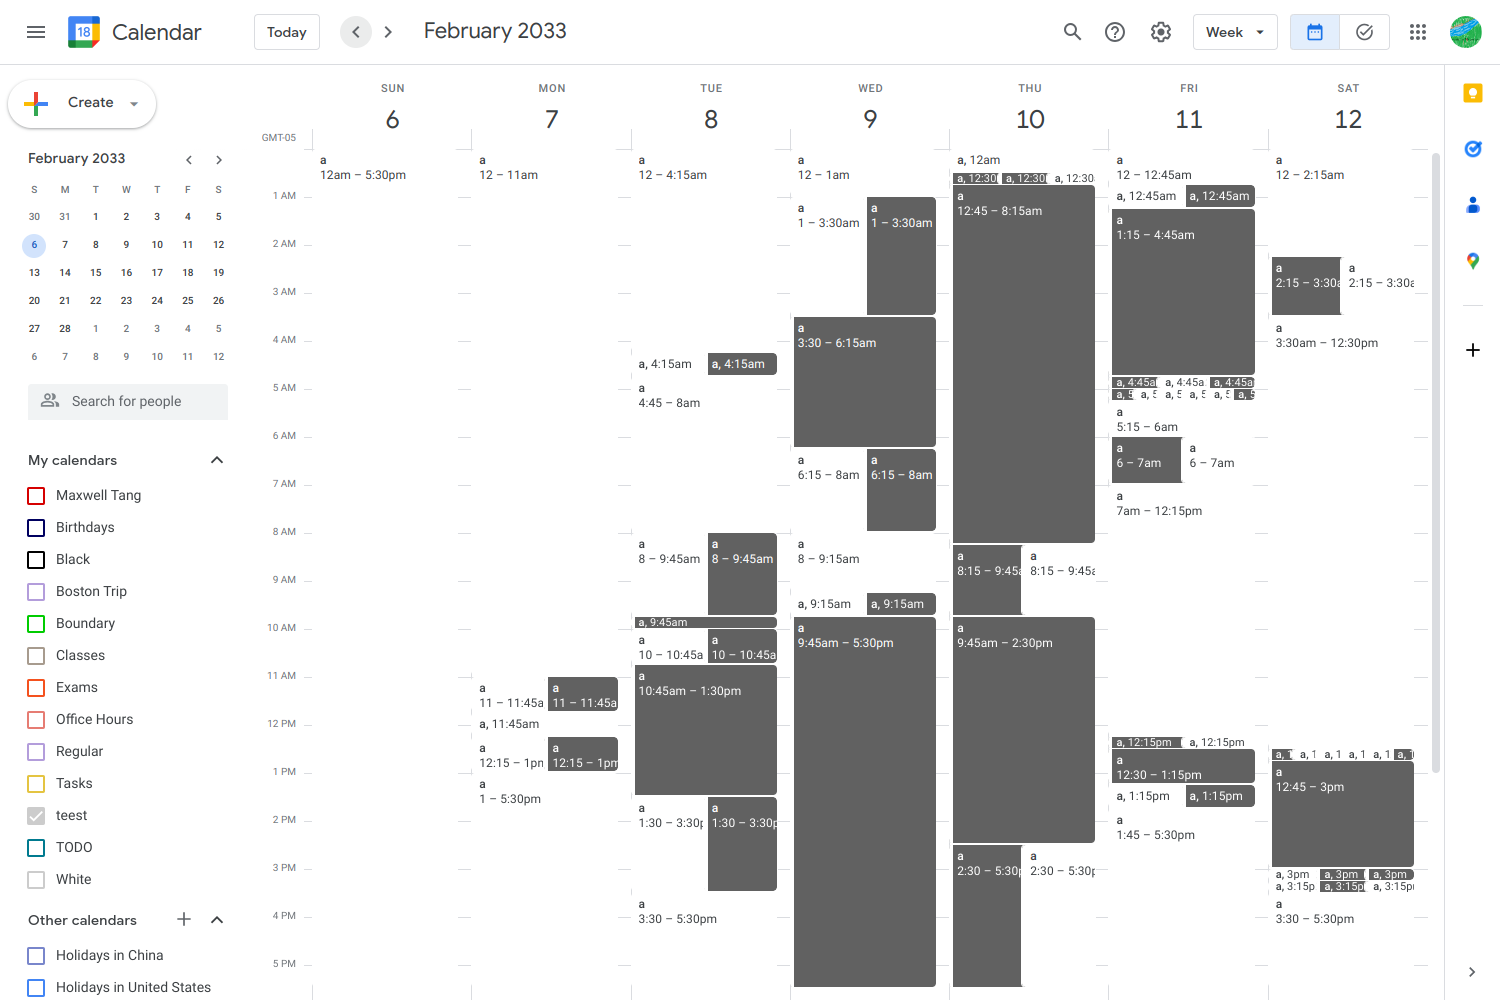 18 Calendar Today February 2033 Week
Create
February 2033
S M T W T F S
30 31 1 2 3 4 5
6 7 8 9 10 11 12
13 14 15 16 17 18 19
20 21 22 23 24 25 26
27 28 1 2 3 4 5
6 7 8 9 10 11 12
Search for people
My calendars
Maxwell Tang
Birthdays
Black
Boston Trip
Boundary
Classes
Exams
Office Hours
Regular
Tasks
teest
TODO
White
Other calendars
Holidays in China
Holidays in United States
GMT-05
1 AM
2 AM
3 AM
4 AM
5 AM
6 AM
7 AM
8 AM
9 AM
10 AM
11 AM
12 PM
1 PM
2 PM
3 PM
4 PM
5 PM
SUN
6
a
12am – 5:30pm
MON
7
a
12 – 11am
a
11 – 11:45a
a
11 – 11:45a
a, 11:45am
a
12:15 – 1pm
a
12:15 – 1pm
a
1 – 5:30pm
TUE
8
a
12 – 4:15am
a, 4:15am
a, 4:15am
a
4:45 – 8am
a
8 – 9:45am
a
8 – 9:45am
a, 9:45am
a
10 – 10:45a
a
10 – 10:45a
a
10:45am – 1:30pm
a
1:30 – 3:30p
a
1:30 – 3:30p
a
3:30 – 5:30pm
WED
9
a
12 – 1am
a
1 – 3:30am
a
1 – 3:30am
a
3:30 – 6:15am
a
6:15 – 8am
a
6:15 – 8am
a
8 – 9:15am
a, 9:15am
a, 9:15am
a
9:45am – 5:30pm
THU
10
a, 12am
a, 12:30
a, 12:30
a, 12:30
a
12:45 – 8:15am
a
8:15 – 9:45a
a
8:15 – 9:45a
a
9:45am – 2:30pm
a
2:30 – 5:30p
a
2:30 – 5:30p
FRI
11
a
12 – 12:45am
a, 12:45am
a, 12:45am
a
1:15 – 4:45am
a, 4:45a
a, 4:45a
a, 4:45a
a, 5
a, 5
a, 5
a, 5
a, 5
a, 5
a
5:15 – 6am
a
6 – 7am
a
6 – 7am
a
7am – 12:15pm
a, 12:15pm
a, 12:15pm
a
12:30 – 1:15pm
a, 1:15pm
a, 1:15pm
a
1:45 – 5:30pm
SAT
12
a
12 – 2:15am
a
2:15 – 3:30a
a
2:15 – 3:30a
a
3:30am – 12:30pm
a, 1
a, 1
a, 1
a, 1
a, 1
a, 1
a
12:45 – 3pm
a, 3pm
a, 3pm
a, 3pm
a, 3:15p
a, 3:15p
a, 3:15p
a
3:30 – 5:30pm